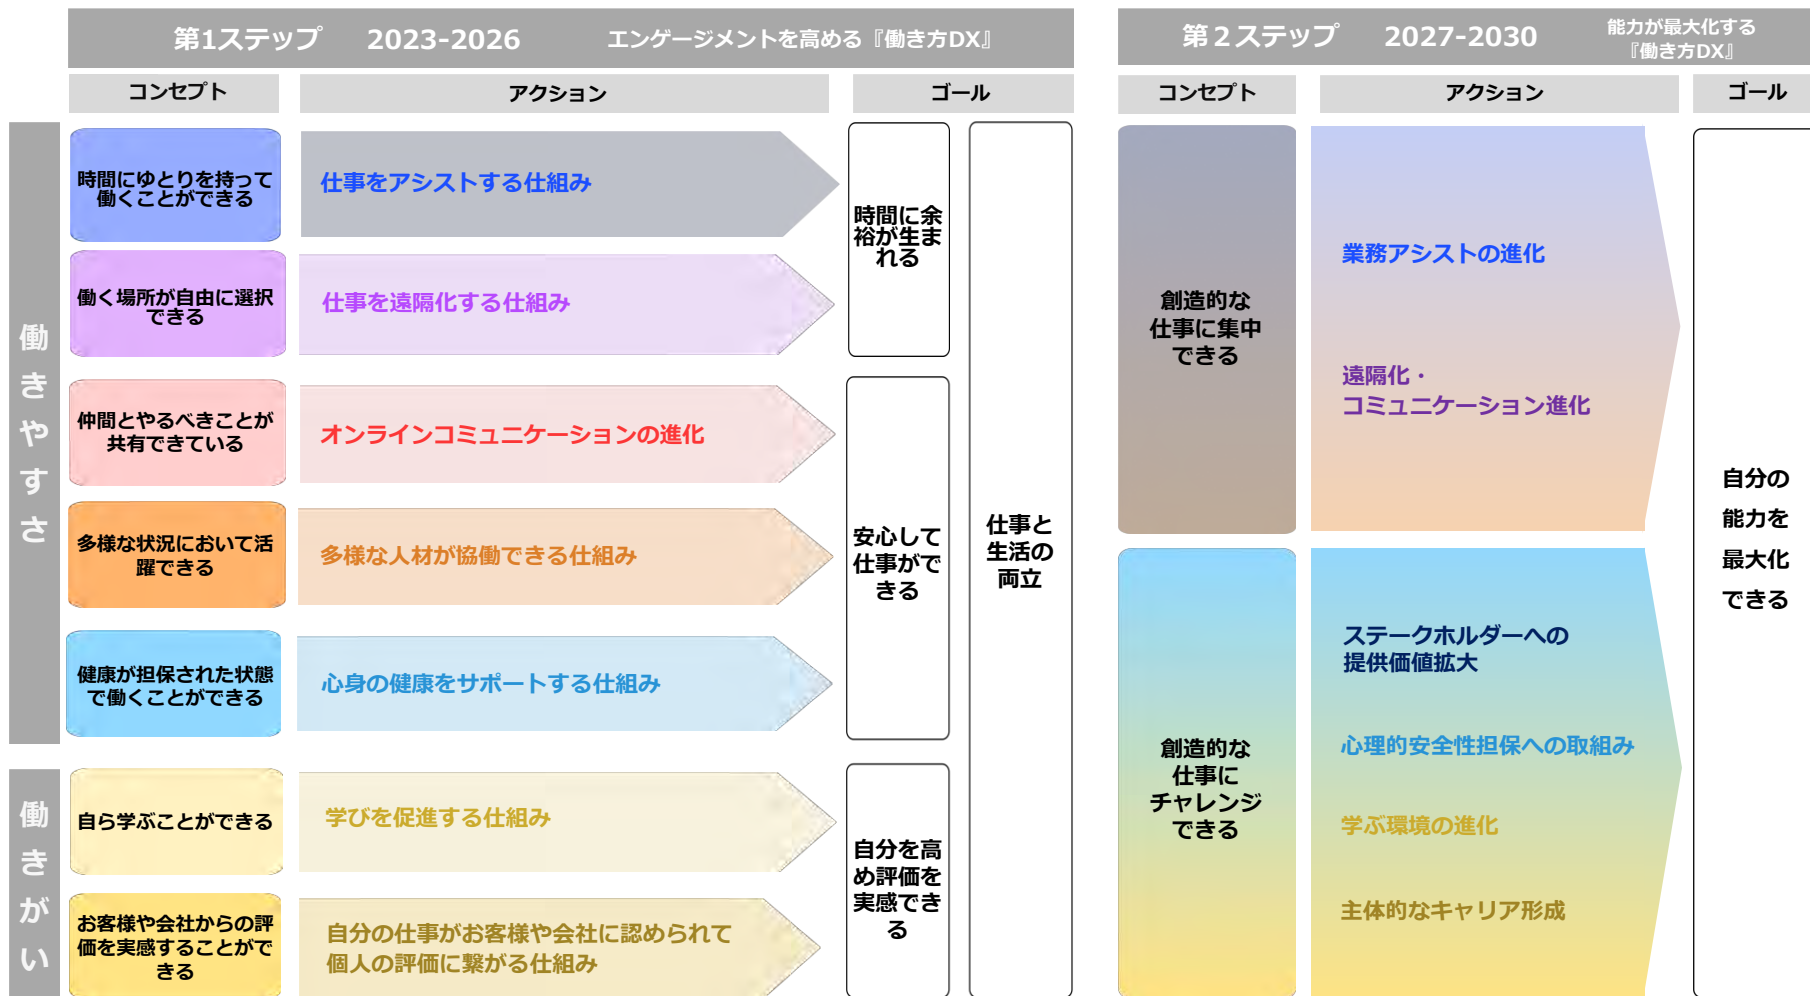 第1ステップ 2023-2026 エンゲージメントを高める『働き方DX』
コンセプト アクション ゴール
働きやすさ
時間にゆとりを持って
働くことができる
仕事をアシストする仕組み
働く場所が自由に選択
できる
仕事を遠隔化する仕組み
時間に余
裕が生ま
れる
仲間とやるべきことが
共有できている
オンラインコミュニケーションの進化
多様な状況において活
躍できる
多様な人材が協働できる仕組み
健康が担保された状態
で働くことができる
心身の健康をサポートする仕組み
安心して
仕事がで
きる
働きがい
自ら学ぶことができる
学びを促進する仕組み
お客様や会社からの評
価を実感することがで
きる
自分の仕事がお客様や会社に認められて
個人の評価に繋がる仕組み
自分を高
め評価を
実感でき
る
仕事と
生活の
両立
第２ステップ 2027-2030 能力が最大化する
『働き方DX』
コンセプト アクション ゴール
創造的な
仕事に集中
できる
業務アシストの進化
遠隔化・
コミュニケーション進化
創造的な
仕事に
チャレンジ
できる
ステークホルダーへの
提供価値拡大
心理的安全性担保への取組み
学ぶ環境の進化
主体的なキャリア形成
自分の
能力を
最大化
できる